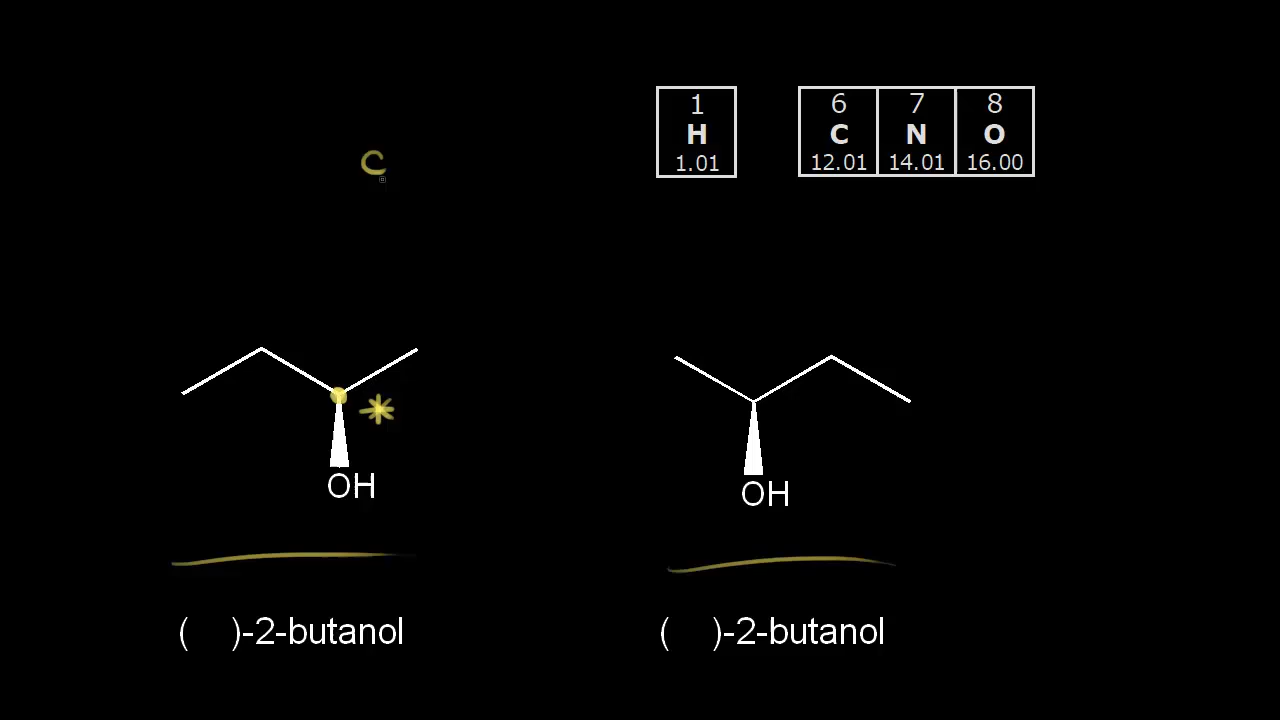 1 6 7 8
H C N O
1.01 12.01 14.01 16.00
C
*
OH OH
( )-2-butanol ( )-2-butanol